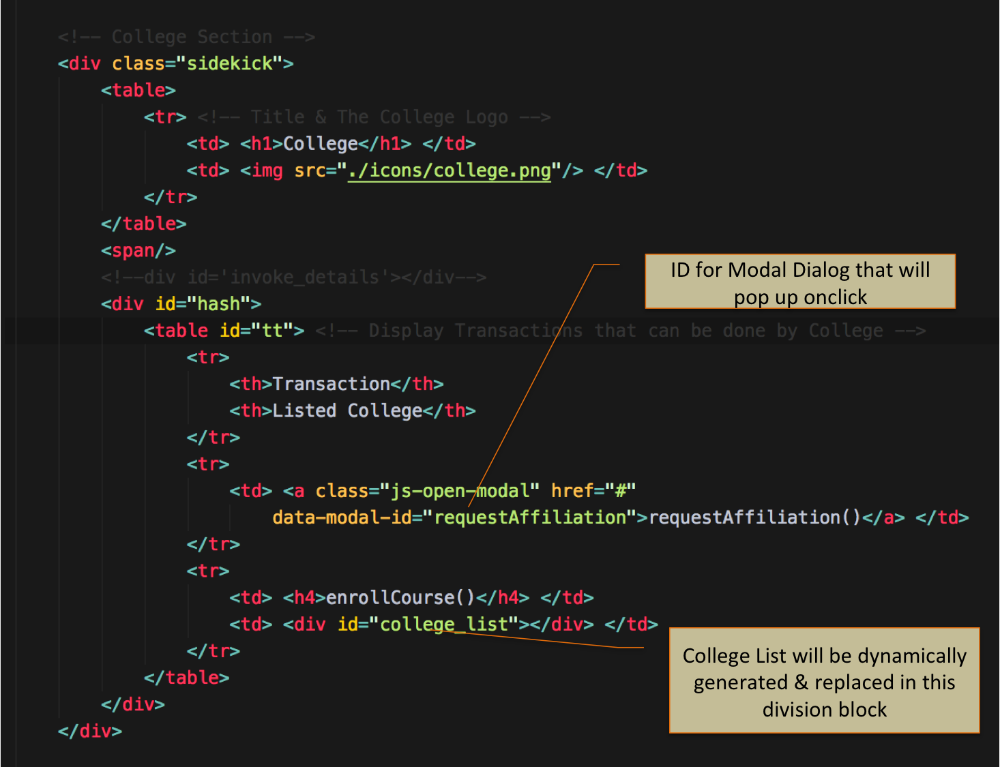 <!-- College Section -->
<div class="sidekick">
<table>
<tr> <!-- Title & The College Logo -->
<td> <h1>College</h1> </td>
<td> <img src="./icons/college.png"/> </td>
</tr>
</table>
<span/>
<!--div id='invoke_details'></div-->
<div id="hash">
<table id="tt"> <!-- Display Transactions that can be done by College -->
<tr>
<th>Transaction</th>
<th>Listed College</th>
</tr>
<tr>
<td> <a class="js-open-modal" href="#"
data-modal-id="requestAffiliation">requestAffiliation()</a> </td>
</tr>
<tr>
<td> <h4>enrollCourse()</h4> </td>
<td> <div id="college_list"></div> </td>
</tr>
</table>
</div>
</div>
ID for Modal Dialog that will
pop up onclick
College List will be dynamically
generated & replaced in this
division block